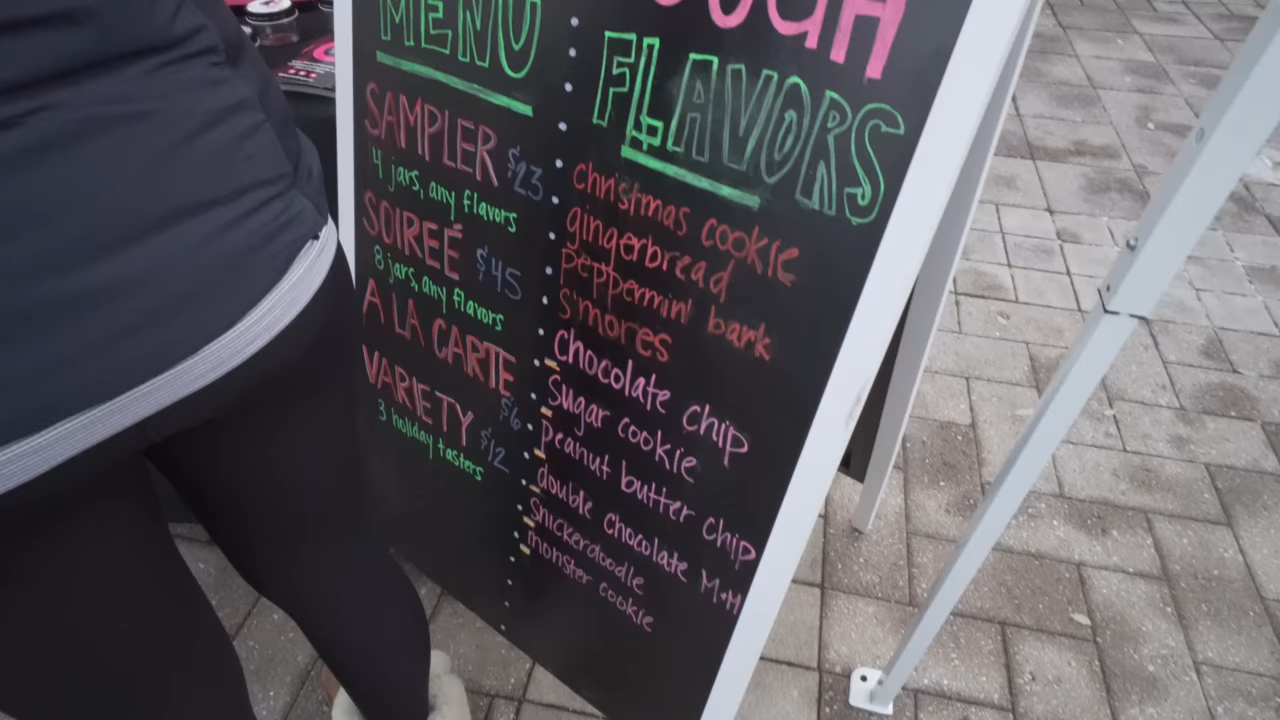 MENU
SAMPLER $23
4 jars, any flavors
SOIREÉ $45
8 jars, any flavors
A LA CARTE $6
VARIETY $12
3 holiday tasters
FLAVORS
christmas cookie
gingerbread
peppermint bark
s'mores
chocolate chip
sugar cookie
peanut butter chip
double chocolate M+M
snickerdoodle
monster cookie